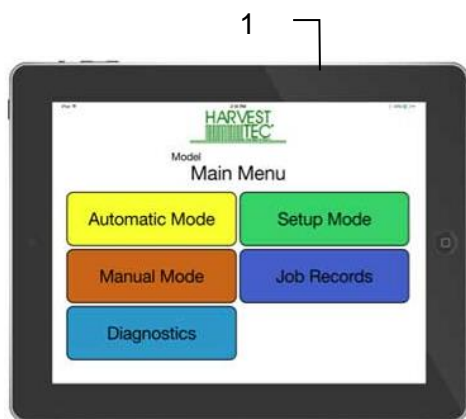 1
HARVEST
TEC
Model
Main Menu
Automatic Mode
Setup Mode
Manual Mode
Job Records
Diagnostics